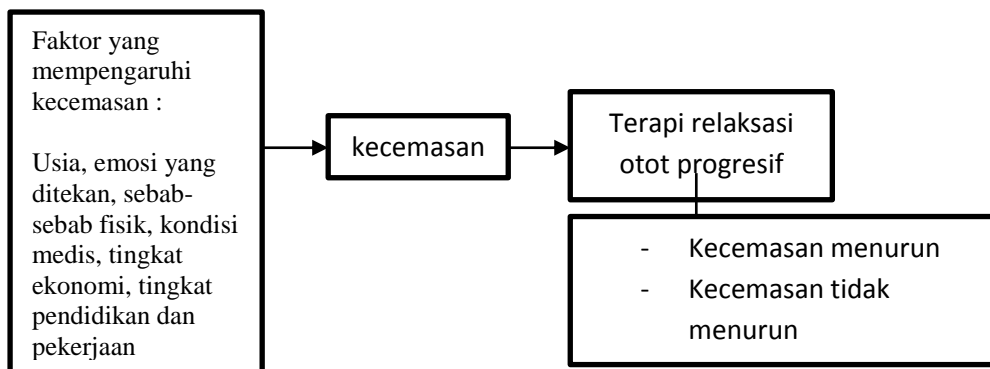 Faktor yang
mempengaruhi
kecemasan :
Usia, emosi yang
ditekan, sebab-
sebab fisik, kondisi
medis, tingkat
ekonomi, tingkat
pendidikan dan
pekerjaan
kecemasan
Terapi relaksasi
otot progresif
- Kecemasan menurun
- Kecemasan tidak
menurun